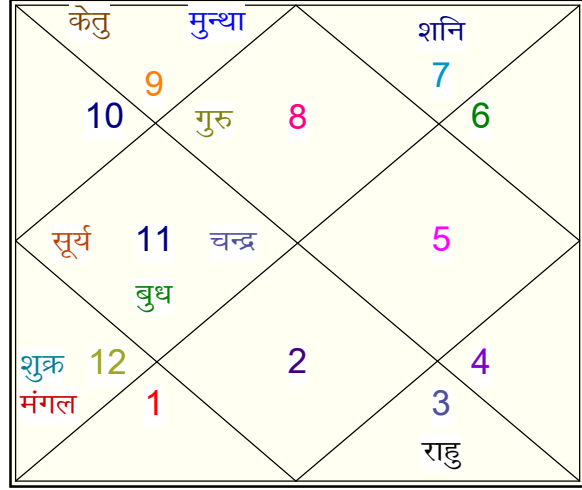 केतु मुन्था शनि
9 7
10 गुरु 8 6
सूर्य 11 चन्द्र 5
बुध
शुक्र 12 2 4
मंगल 1 3
राहु